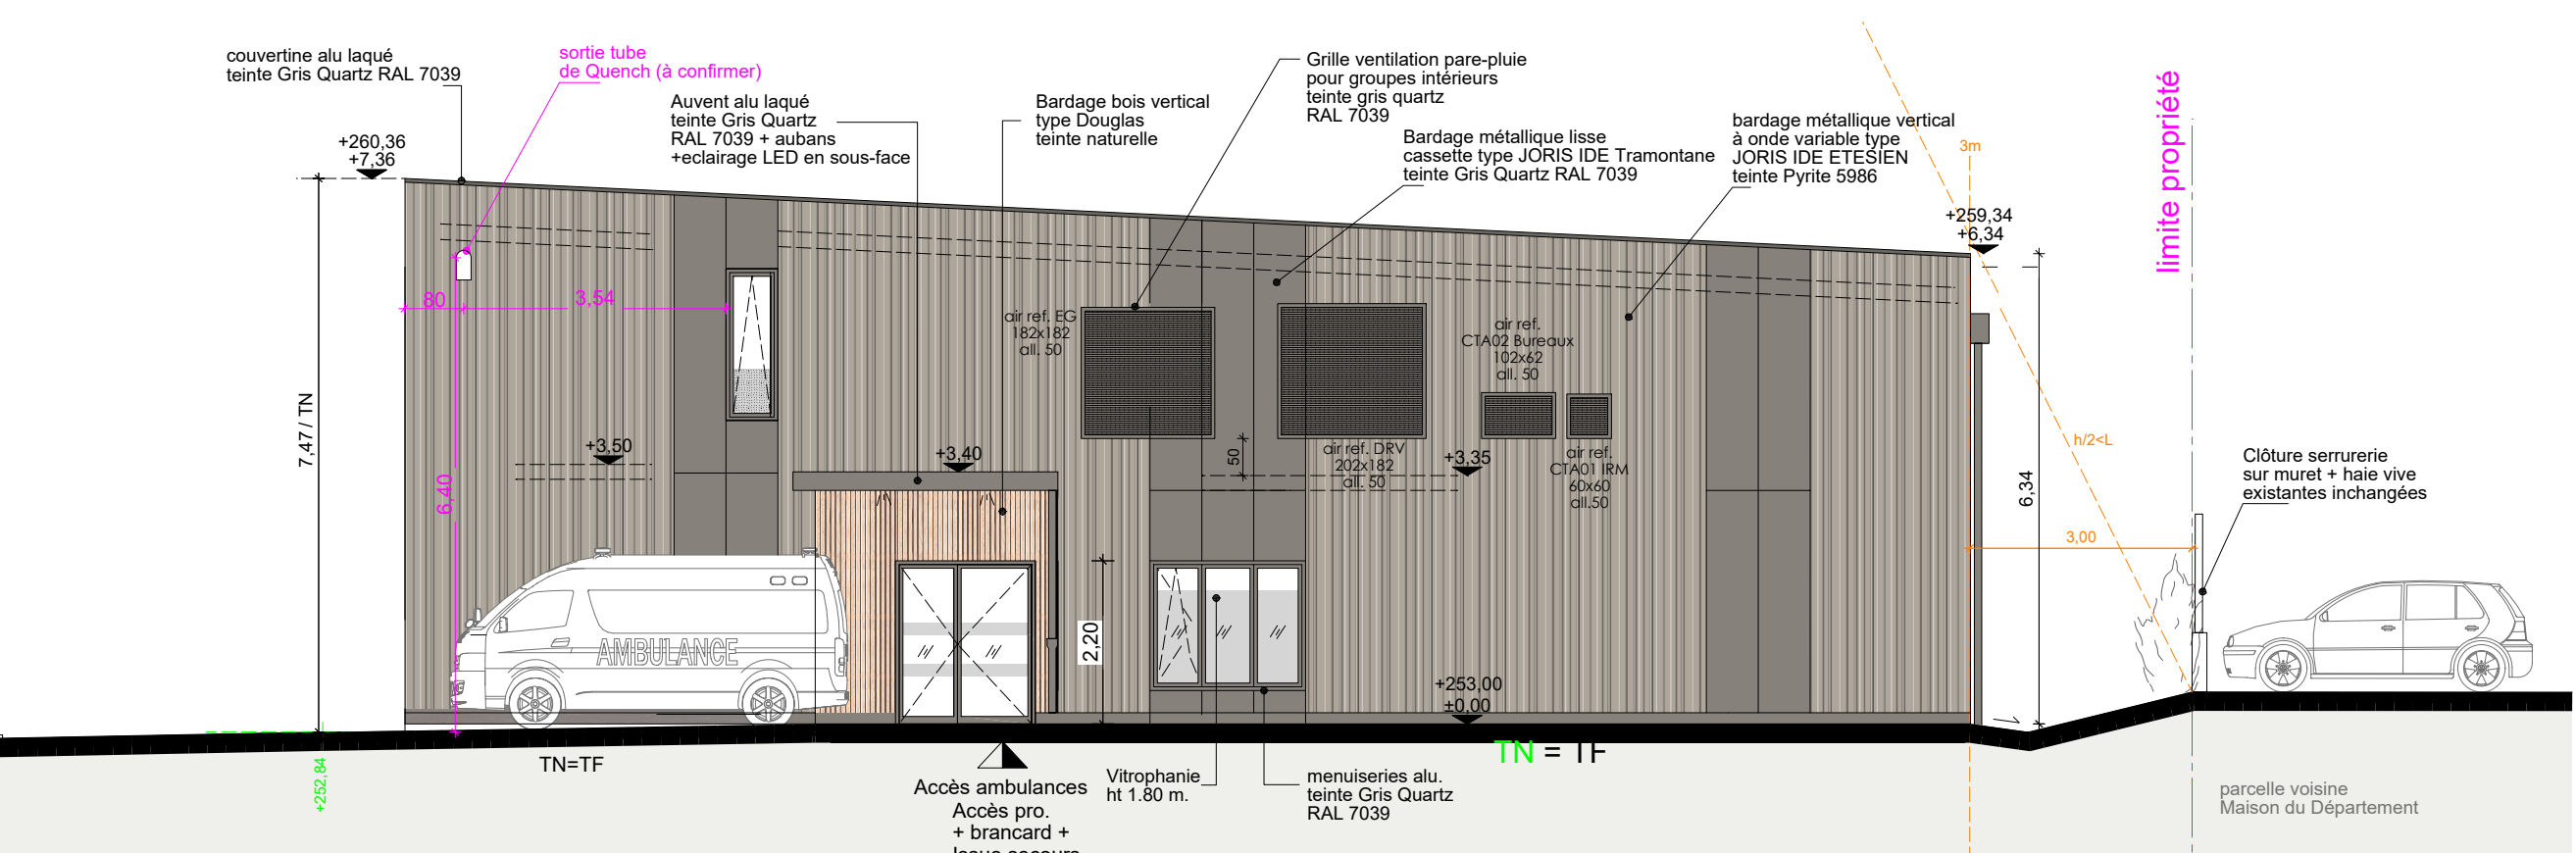 couvertine alu laqué
teinte Gris Quartz RAL 7039
sortie tube
de Quench (à confirmer)
Auvent alu laqué
teinte Gris Quartz
RAL 7039 + aubans
+eclairage LED en sous-face
Bardage bois vertical
type Douglas
teinte naturelle
Grille ventilation pare-pluie
pour groupes intérieurs
teinte gris quartz
RAL 7039
Bardage métallique lisse
cassette type JORIS IDE Tramontane
teinte Gris Quartz RAL 7039
bardage métallique vertical
à onde variable type
JORIS IDE ETESIEN
teinte Pyrite 5986
3m
limite propriété
+260,36
+7,36
+259,34
+6,34
80
3,54
air ref. EG
182x182
all. 50
air ref.
CTA02 Bureaux
102x62
all. 50
7,47 / TN
6,40
+3,50
+3,40
50
air ref. DRV
202x182
all. 50
+3,35
air ref.
CTA01 IRM
60x60
all.50
6,34
h/2<L
3,00
Clôture serrurerie
sur muret + haie vive
existantes inchangées
AMBULANCE
2,20
+253,00
±0,00
+252,84
TN=TF
TN = TF
Accès ambulances
Accès pro.
+ brancard +
Issue secours
Vitrophanie
ht 1.80 m.
menuiseries alu.
teinte Gris Quartz
RAL 7039
parcelle voisine
Maison du Département